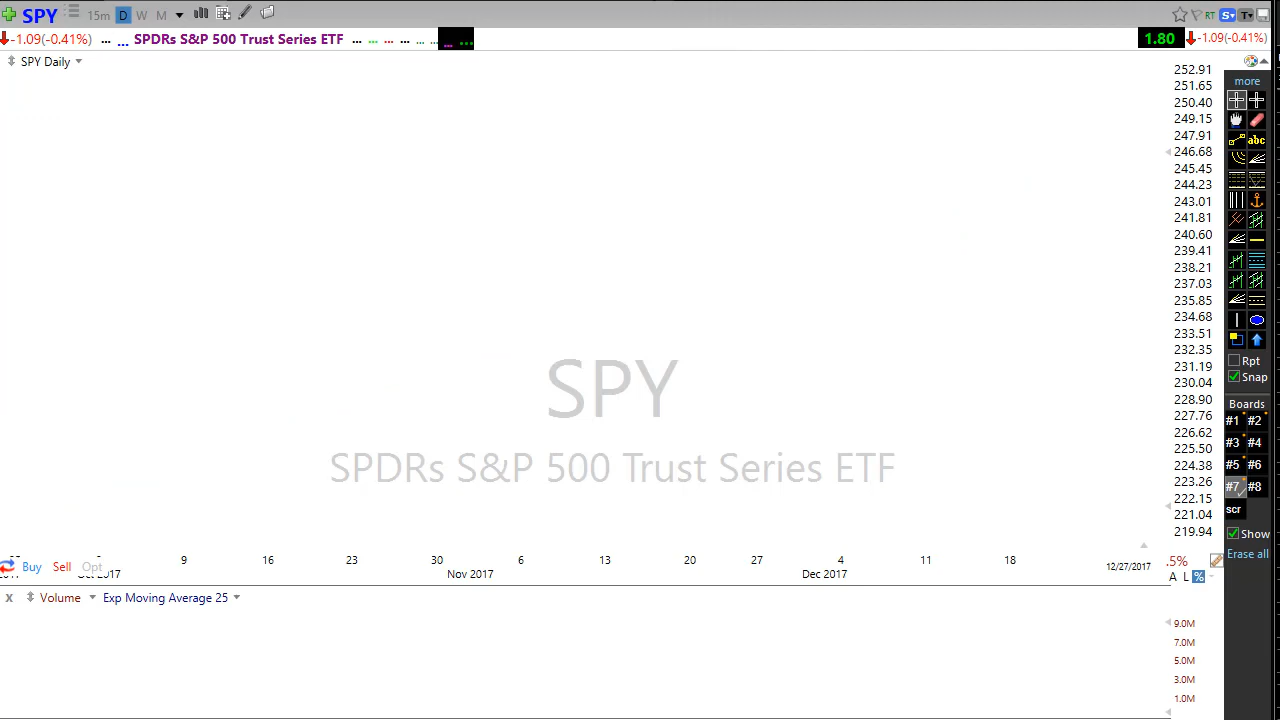 SPY 15m D W M RT S T
-1.09(-0.41%) ... ... SPDRs S&P 500 Trust Series ETF ... ... ... ... ... ... ... ... 1.80 -1.09(-0.41%)
SPY Daily
252.91
more
251.65
250.40
249.15
abc
247.91
246.68
245.45
244.23
243.01
241.81
240.60
239.41
238.21
237.03
235.85
234.68
233.51
232.35
Rpt
231.19
Snap
230.04
SPY
228.90
Boards
227.76
#1 #2
226.62
#3 #4
225.50
SPDRs S&P 500 Trust Series ETF
224.38
#5 #6
223.26
#7 #8
222.15
scr
221.04
219.94
Show
Erase all
9 16 23 30 6 13 20 27 4 11 18
.5%
Buy Sell Opt
12/27/2017
Oct 2017 Nov 2017 Dec 2017
A L %
x Volume Exp Moving Average 25
9.0M
7.0M
5.0M
3.0M
1.0M